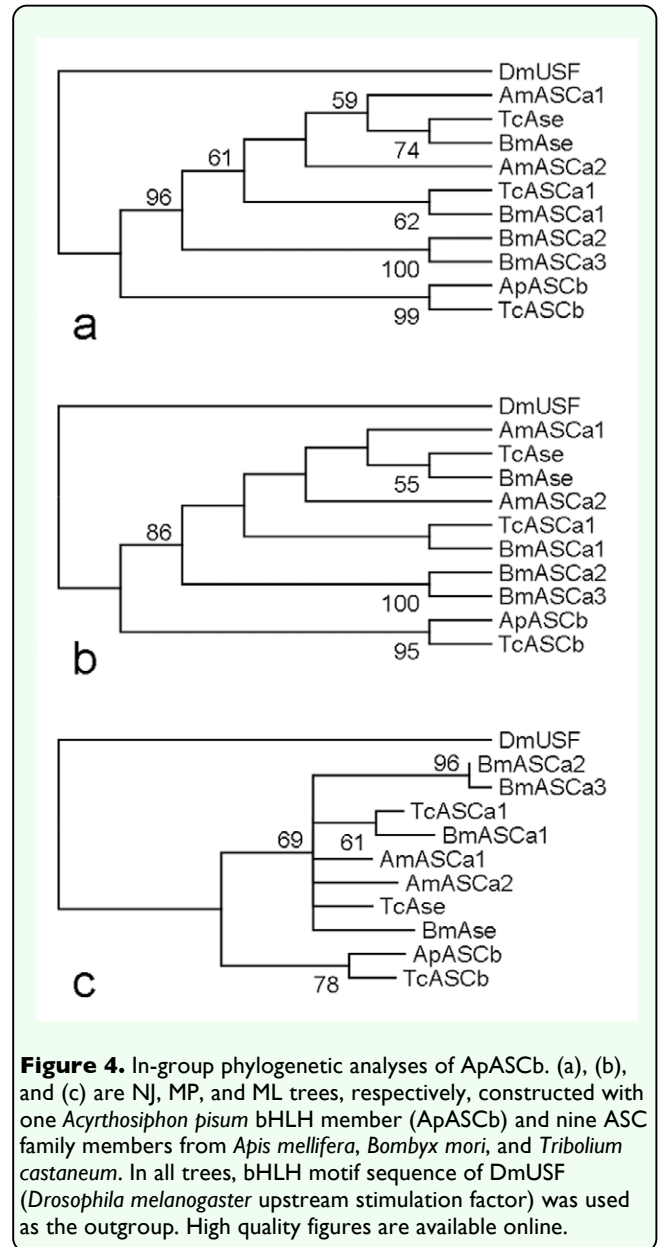 DmUSF
AmASCa1
59
TcAse
BmAse
74
61
AmASCa2
TcASCa1
96
BmASCa1
62
BmASCa2
BmASCa3
100
ApASCb
TcASCb
99
a
DmUSF
AmASCa1
TcAse
BmAse
55
AmASCa2
TcASCa1
86
BmASCa1
BmASCa2
BmASCa3
100
ApASCb
TcASCb
95
b
DmUSF
96 BmASCa2
BmASCa3
TcASCa1
69
61
BmASCa1
AmASCa1
AmASCa2
TcAse
BmAse
ApASCb
TcASCb
78
c
Figure 4. In-group phylogenetic analyses of ApASCb. (a), (b),
and (c) are NJ, MP, and ML trees, respectively, constructed with
one Acyrthosiphon pisum bHLH member (ApASCb) and nine ASC
family members from Apis mellifera, Bombyx mori, and Tribolium
castaneum. In all trees, bHLH motif sequence of DmUSF
(Drosophila melanogaster upstream stimulation factor) was used
as the outgroup. High quality figures are available online.